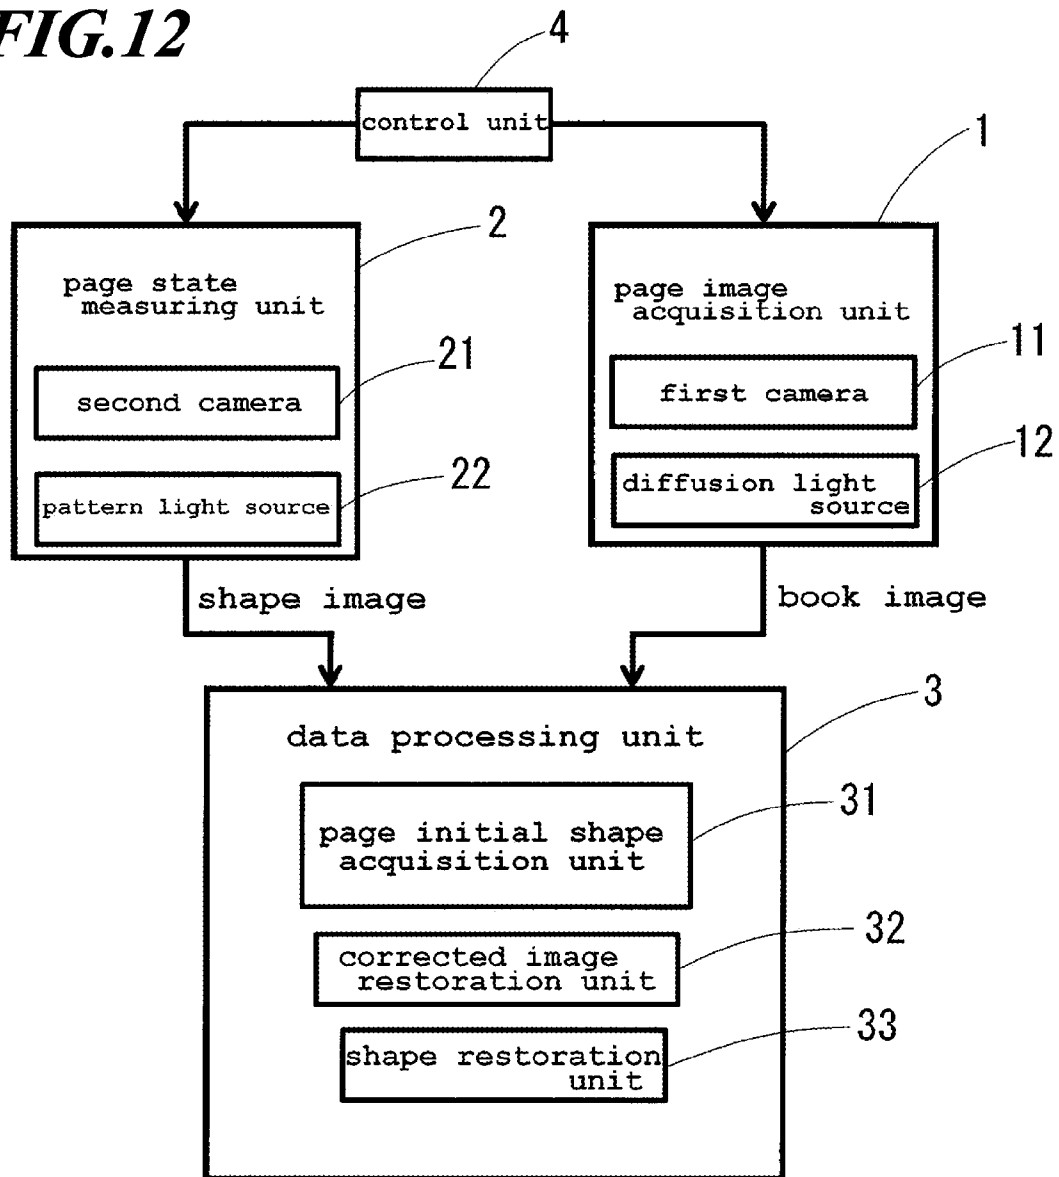 FIG.12
4
control unit
1
2
page state
measuring unit
21
second camera
22
pattern light source
page image
acquisition unit
11
first camera
12
diffusion light
source
shape image
book image
3
data processing unit
31
page initial shape
acquisition unit
32
corrected image
restoration unit
33
shape restoration
unit